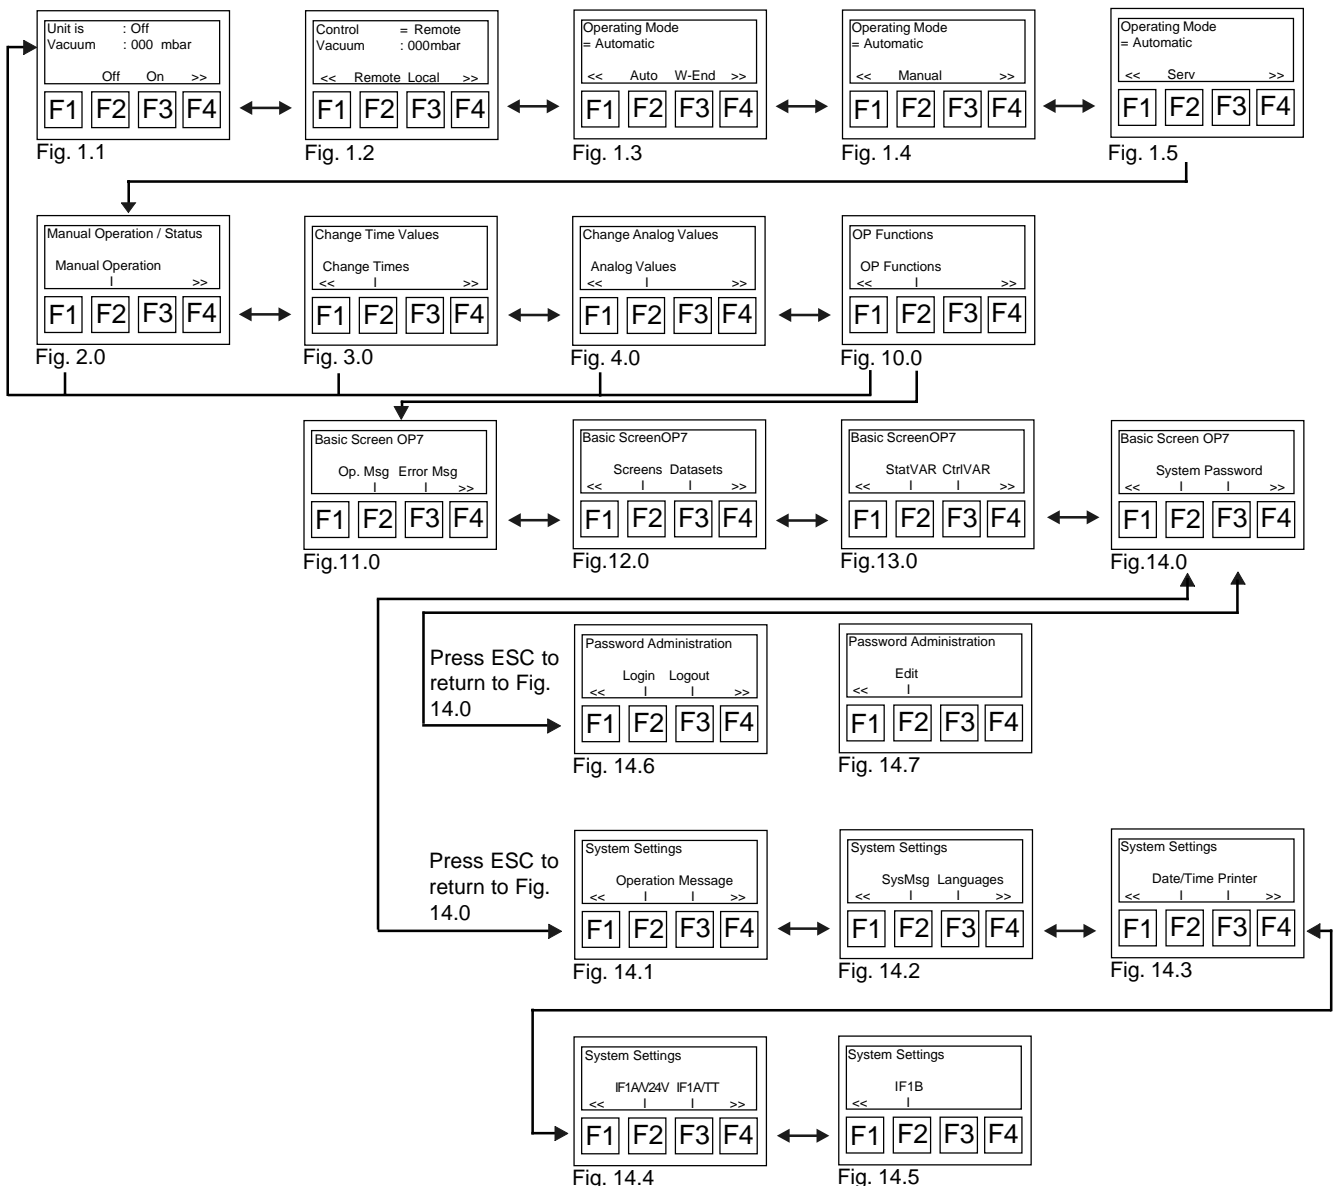 Unit is : Off
Vacuum : 000 mbar
Off On >>
F1 F2 F3 F4
Fig. 1.1
Control = Remote
Vacuum : 000mbar
<< Remote Local >>
F1 F2 F3 F4
Fig. 1.2
Operating Mode
= Automatic
<< Auto W-End >>
F1 F2 F3 F4
Fig. 1.3
Operating Mode
= Automatic
<< Manual >>
F1 F2 F3 F4
Fig. 1.4
Operating Mode
= Automatic
<< Serv >>
F1 F2 F3 F4
Fig. 1.5
Manual Operation / Status
Manual Operation
>>
F1 F2 F3 F4
Fig. 2.0
Change Time Values
Change Times
<< >>
F1 F2 F3 F4
Fig. 3.0
Change Analog Values
Analog Values
<< >>
F1 F2 F3 F4
Fig. 4.0
OP Functions
OP Functions
<< >>
F1 F2 F3 F4
Fig. 10.0
Basic Screen OP7
Op. Msg Error Msg
>>
F1 F2 F3 F4
Fig.11.0
Basic ScreenOP7
Screens Datasets
<< >>
F1 F2 F3 F4
Fig.12.0
Basic ScreenOP7
StatVAR CtrlVAR
<< >>
F1 F2 F3 F4
Fig.13.0
Basic Screen OP7
System Password
<< >>
F1 F2 F3 F4
Fig.14.0
Press ESC to
return to Fig.
14.0
Password Administration
Login Logout
<< >>
F1 F2 F3 F4
Fig. 14.6
Password Administration
Edit
<<
F1 F2 F3 F4
Fig. 14.7
Press ESC to
return to Fig.
14.0
System Settings
Operation Message
<< >>
F1 F2 F3 F4
Fig. 14.1
System Settings
SysMsg Languages
<< >>
F1 F2 F3 F4
Fig. 14.2
System Settings
Date/Time Printer
<< >>
F1 F2 F3 F4
Fig. 14.3
System Settings
IF1A/V24V IF1A/TT
<< >>
F1 F2 F3 F4
Fig. 14.4
System Settings
IF1B
<<
F1 F2 F3 F4
Fig. 14.5